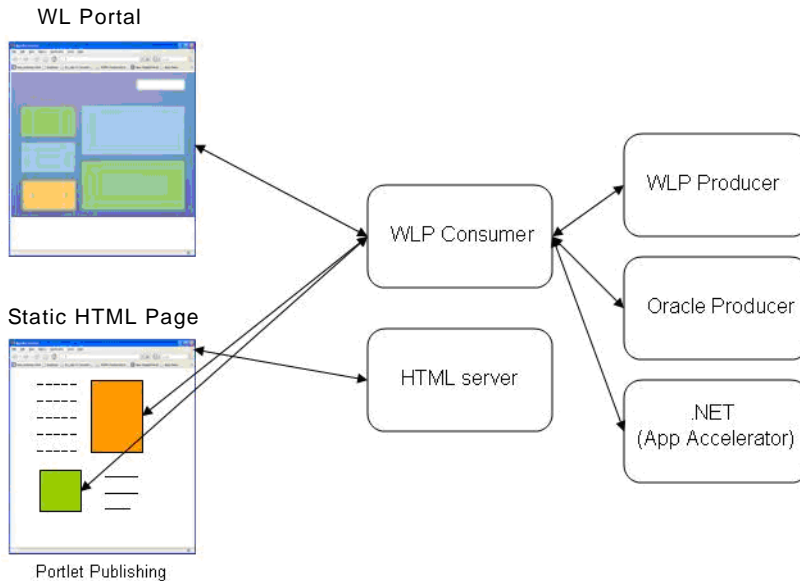 WL Portal
WLP Consumer
WLP Producer
Oracle Producer
.NET
(App Accelerator)
Static HTML Page
HTML server
Portlet Publishing